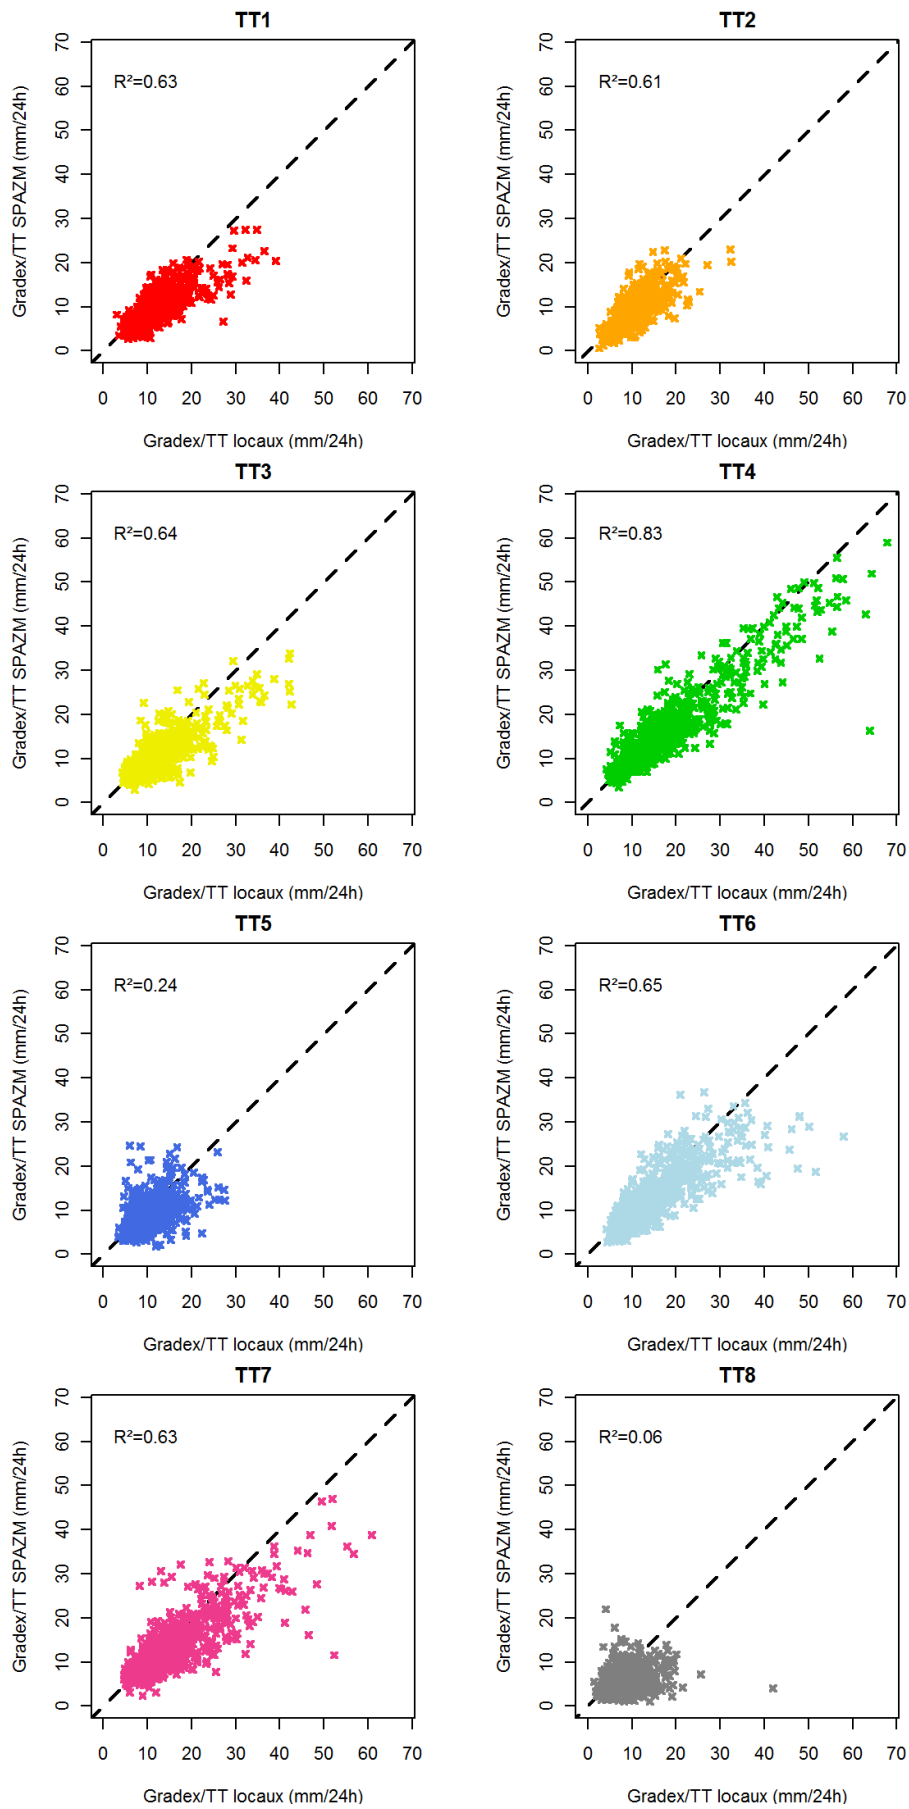 TT1
R²=0.63
Gradex/TT SPAZM (mm/24h)
0 10 20 30 40 50 60 70
0 10 20 30 40 50 60 70
Gradex/TT locaux (mm/24h)
TT2
R²=0.61
Gradex/TT SPAZM (mm/24h)
0 10 20 30 40 50 60 70
0 10 20 30 40 50 60 70
Gradex/TT locaux (mm/24h)
TT3
R²=0.64
Gradex/TT SPAZM (mm/24h)
0 10 20 30 40 50 60 70
0 10 20 30 40 50 60 70
Gradex/TT locaux (mm/24h)
TT4
R²=0.83
Gradex/TT SPAZM (mm/24h)
0 10 20 30 40 50 60 70
0 10 20 30 40 50 60 70
Gradex/TT locaux (mm/24h)
TT5
R²=0.24
Gradex/TT SPAZM (mm/24h)
0 10 20 30 40 50 60 70
0 10 20 30 40 50 60 70
Gradex/TT locaux (mm/24h)
TT6
R²=0.65
Gradex/TT SPAZM (mm/24h)
0 10 20 30 40 50 60 70
0 10 20 30 40 50 60 70
Gradex/TT locaux (mm/24h)
TT7
R²=0.63
Gradex/TT SPAZM (mm/24h)
0 10 20 30 40 50 60 70
0 10 20 30 40 50 60 70
Gradex/TT locaux (mm/24h)
TT8
R²=0.06
Gradex/TT SPAZM (mm/24h)
0 10 20 30 40 50 60 70
0 10 20 30 40 50 60 70
Gradex/TT locaux (mm/24h)